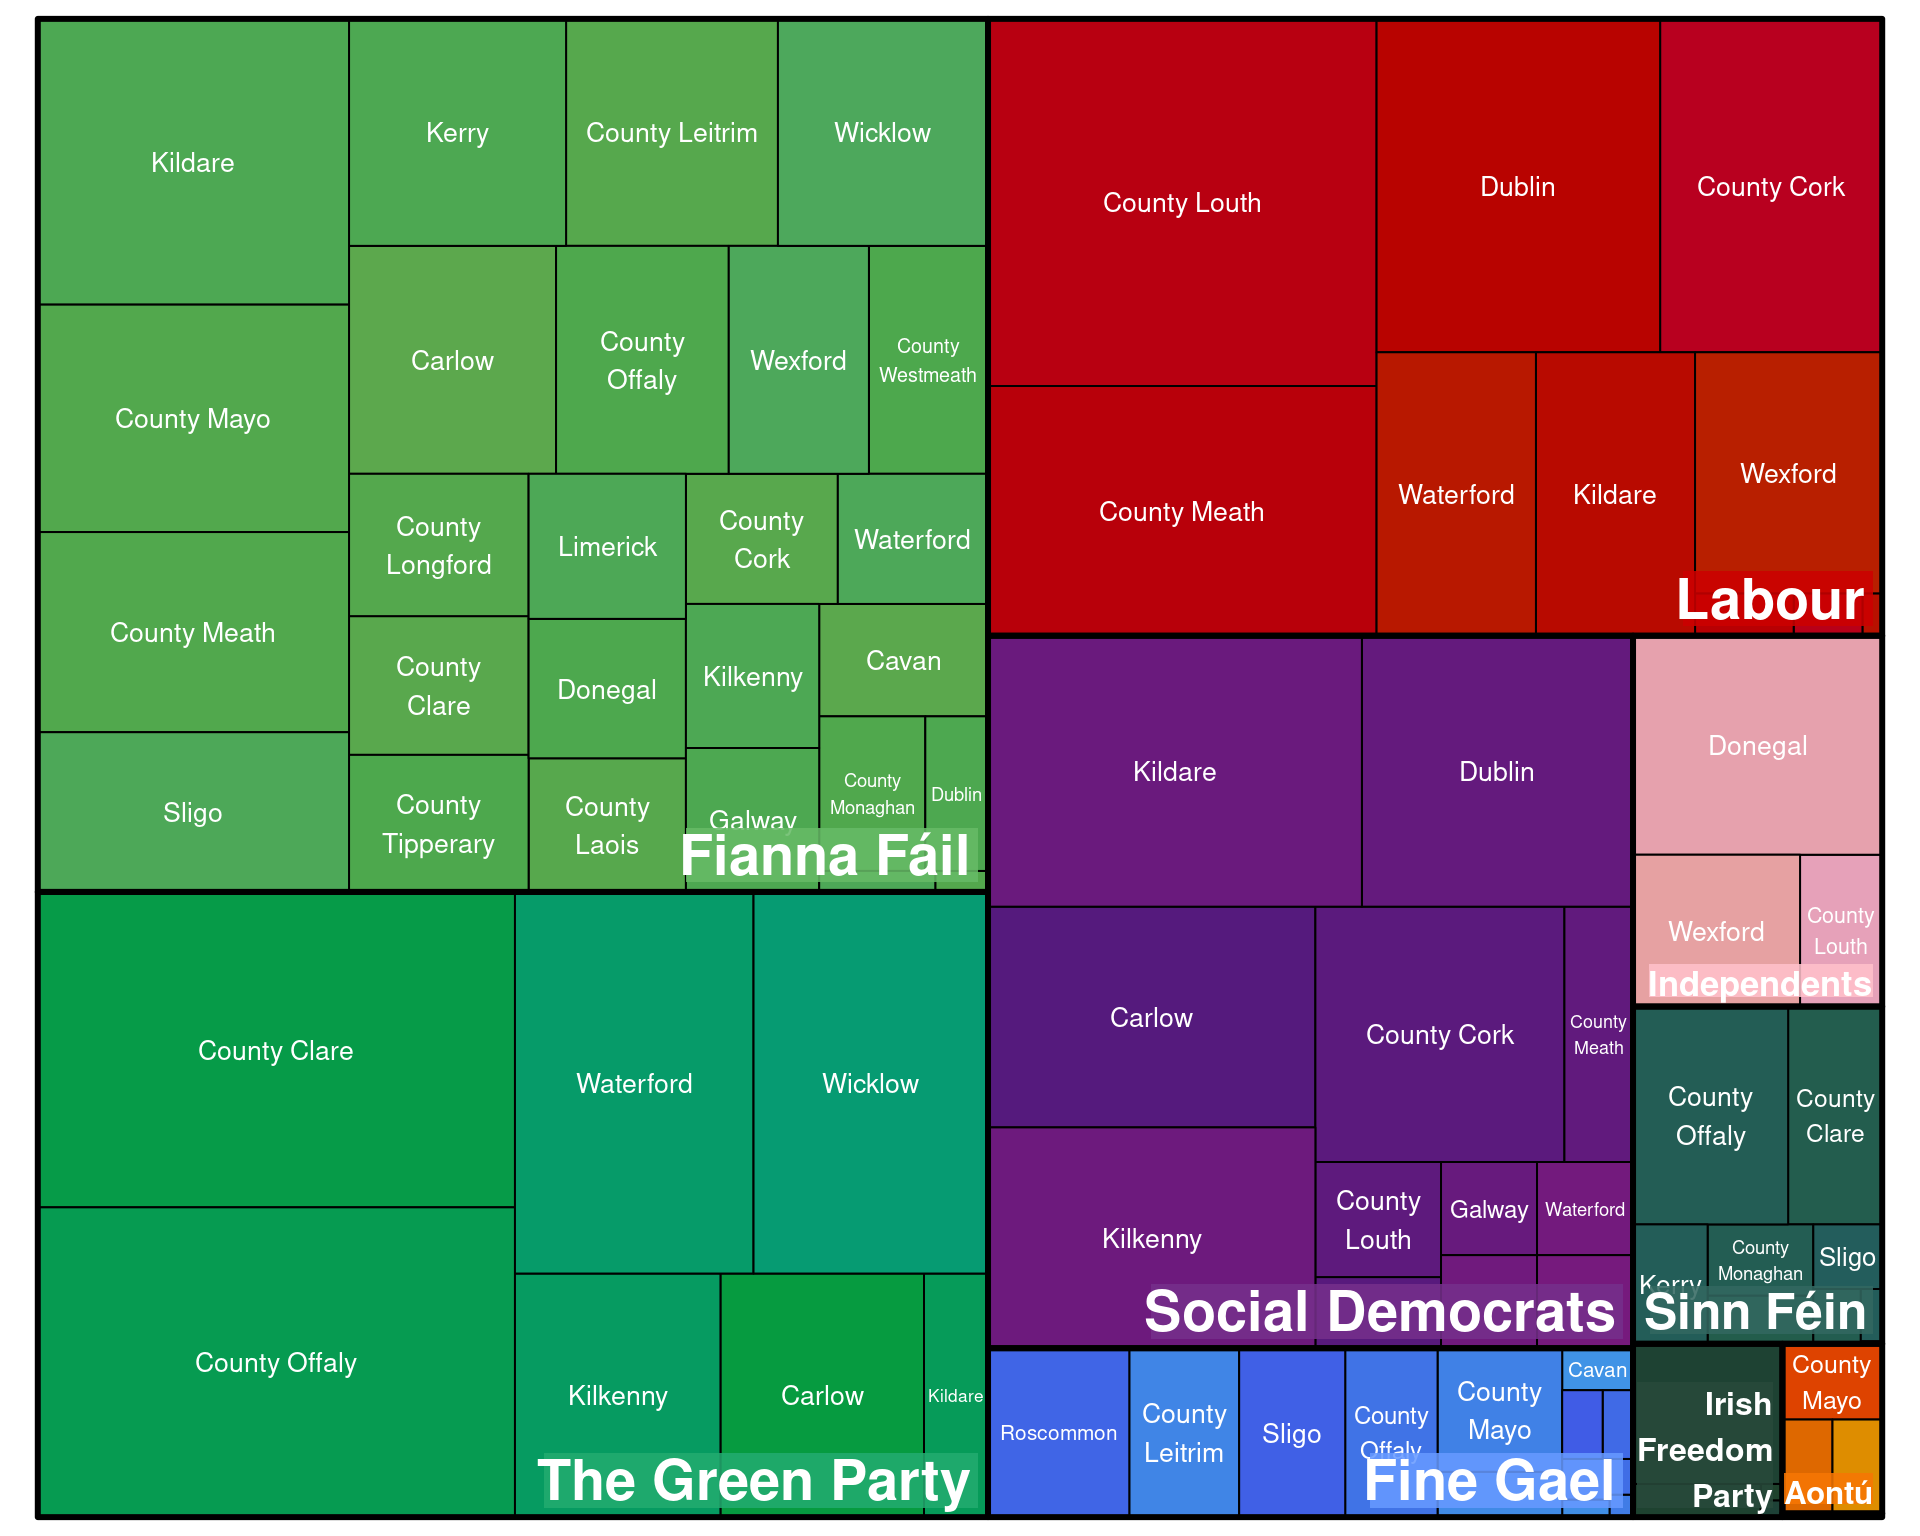 Kildare
Kerry
County Leitrim
Wicklow
County Mayo
Carlow
County
Offaly
Wexford
County
Westmeath
County Meath
County
Longford
Limerick
County
Cork
Waterford
County
Clare
Donegal
Kilkenny
Cavan
Sligo
County
Tipperary
County
Laois
Galway
County
Monaghan
Dublin
Fianna Fáil
County Clare
Waterford
Wicklow
County Offaly
Kilkenny
Carlow
Kildare
The Green Party
County Louth
Dublin
County Cork
County Meath
Waterford
Kildare
Wexford
Labour
Kildare
Dublin
Carlow
County Cork
County
Meath
Kilkenny
County
Louth
Galway
Waterford
Social Democrats
Donegal
Wexford
County
Louth
Independents
County
Offaly
County
Clare
Kerry
County
Monaghan
Sligo
Sinn Féin
Roscommon
County
Leitrim
Sligo
County
Offaly
County
Mayo
Cavan
Fine Gael
Irish
Freedom
Party
County
Mayo
Aontú